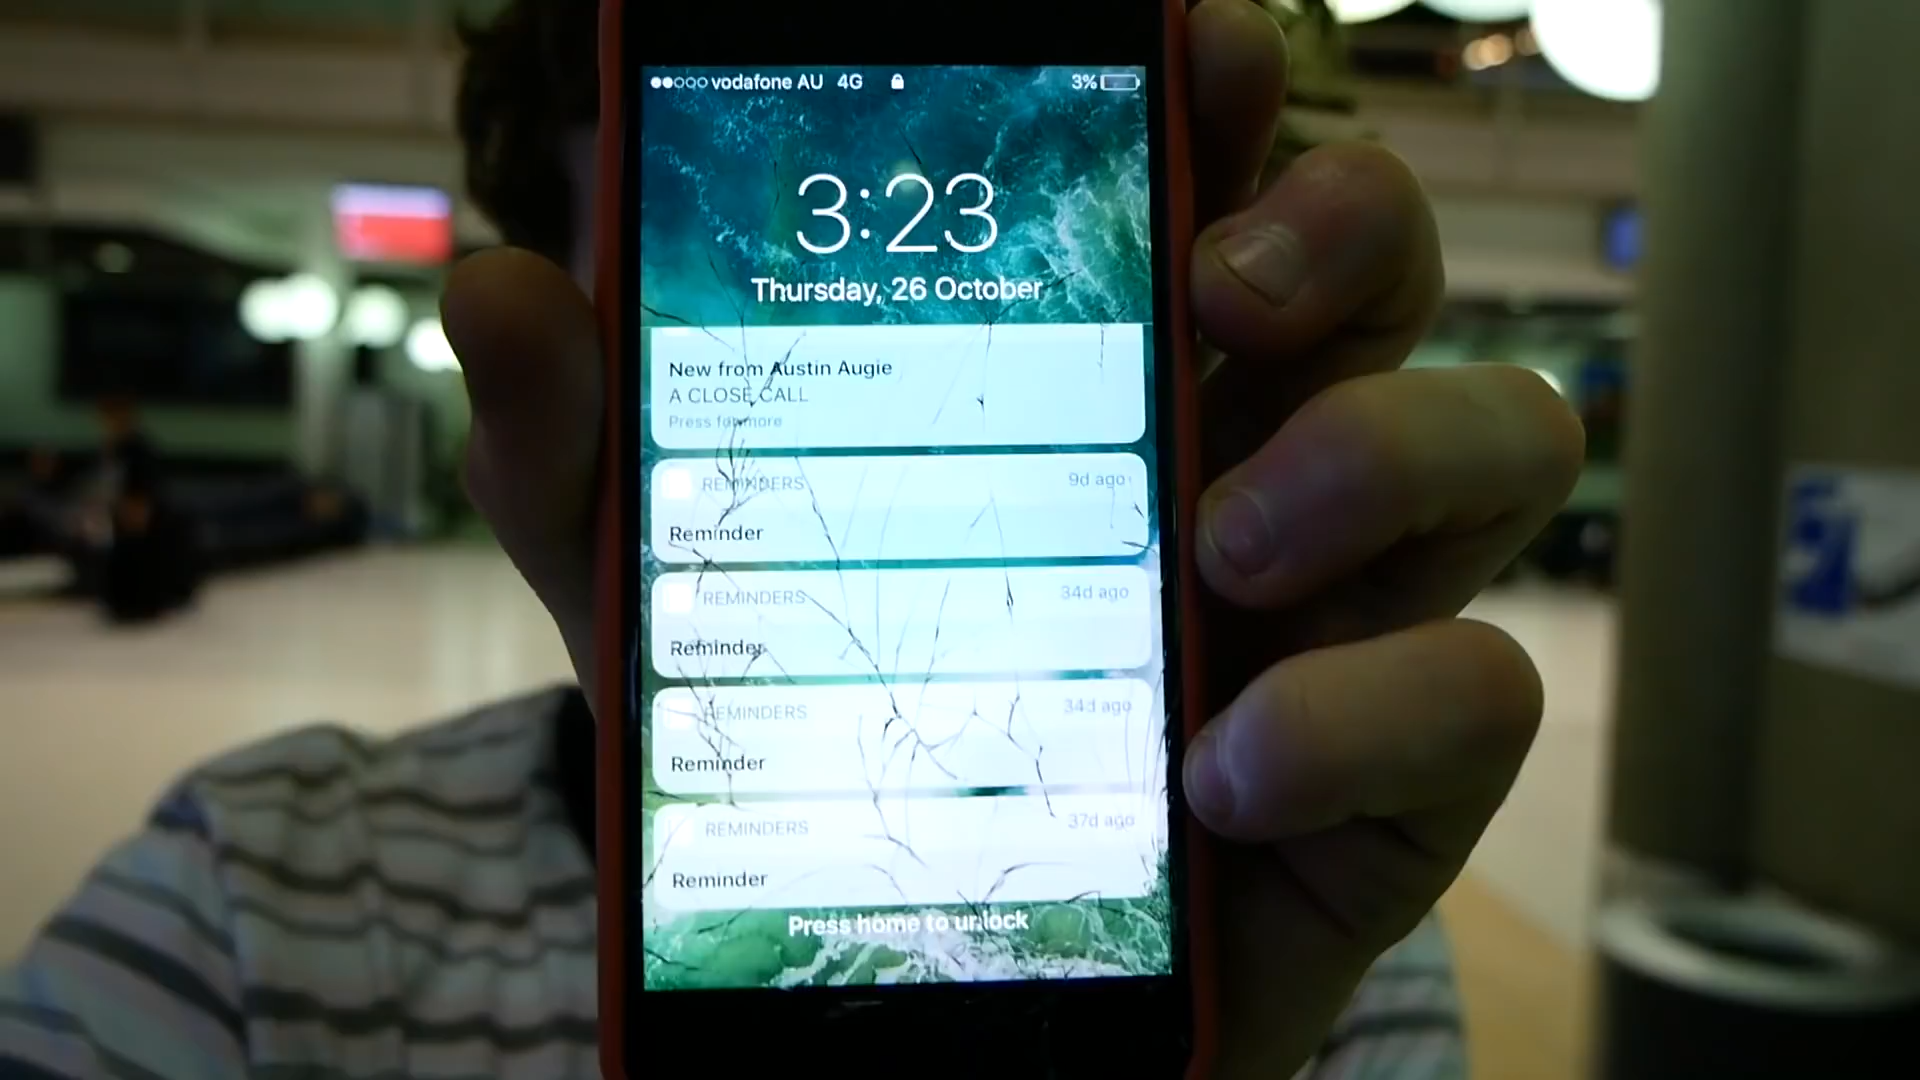 vodafone AU 4G 3%
3:23
Thursday, 26 October
New from Austin Augie
A CLOSE CALL
Press for more
REMINDERS 9d ago
Reminder
REMINDERS 34d ago
Reminder
REMINDERS 34d ago
Reminder
REMINDERS 37d ago
Reminder
Press home to unlock